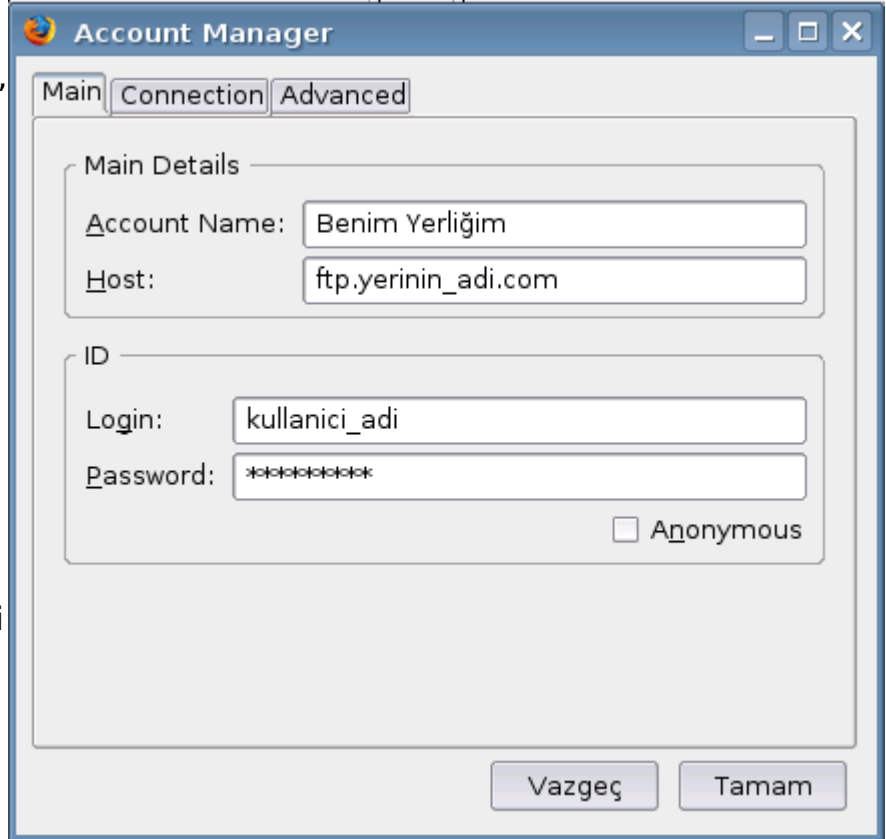 Account Manager
Main Connection Advanced
Main Details
Account Name: Benim Yerliğim
Host: ftp.yerinin_adi.com
ID
Login: kullanici_adi
Password: **********
Anonymous
Vazgeç Tamam